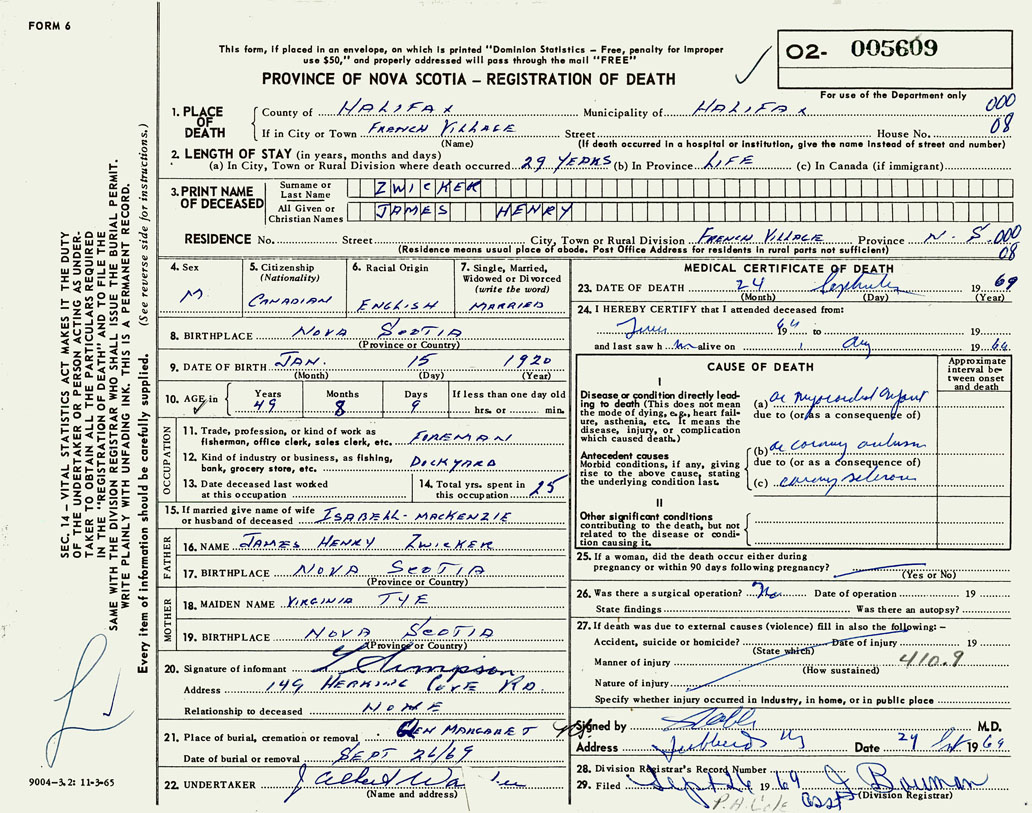 FORM 6
This form, if placed in an envelope, on which is printed "Dominion Statistics – Free, penalty for improper
use $50," and properly addressed will pass through the mail "FREE"
PROVINCE OF NOVA SCOTIA – REGISTRATION OF DEATH
02- 005609
For use of the Department only
000
08
1. PLACE OF DEATH
County of HALIFAX Municipality of HALIFAX
If in City or Town FRENCH VILLAGE Street House No.
(Name) (If death occurred in a hospital or institution, give the name instead of street and number)
2. LENGTH OF STAY (in years, months and days)
(a) In City, Town or Rural Division where death occurred 29 YEARS (b) In Province LIFE (c) In Canada (if immigrant)
3. PRINT NAME OF DECEASED
Surname or Last Name ZWICKER
All Given or Christian Names JAMES HENRY
RESIDENCE No. Street City, Town or Rural Division FRENCH VILLAGE Province N. S. 000
(Residence means usual place of abode. Post Office Address for residents in rural parts not sufficient) 08
4. Sex M
5. Citizenship (Nationality) CANADIAN
6. Racial Origin ENGLISH
7. Single, Married, Widowed or Divorced (write the word) MARRIED
8. BIRTHPLACE NOVA SCOTIA
(Province or Country)
9. DATE OF BIRTH JAN. 15 1920
(Month) (Day) (Year)
10. AGE in Years 49 Months 8 Days 9 If less than one day old
hrs. or min.
OCCUPATION
11. Trade, profession, or kind of work as
fisherman, office clerk, sales clerk, etc. FOREMAN
12. Kind of industry or business, as fishing,
bank, grocery store, etc. DOCKYARD
13. Date deceased last worked
at this occupation
14. Total yrs. spent in
this occupation 25
15. If married give name of wife
or husband of deceased ISABELL MACKENZIE
FATHER
16. NAME JAMES HENRY ZWICKER
17. BIRTHPLACE NOVA SCOTIA
(Province or Country)
MOTHER
18. MAIDEN NAME VIRGINIA TYE
19. BIRTHPLACE NOVA SCOTIA
(Province or Country)
20. Signature of informant Simpson
Address 149 HERRING COVE RD.
Relationship to deceased NONE
21. Place of burial, cremation or removal GLEN MARGARET
Date of burial or removal SEPT 26/69
22. UNDERTAKER J Albert
(Name and address)
MEDICAL CERTIFICATE OF DEATH
23. DATE OF DEATH 24 September 1969
(Month) (Day) (Year)
24. I HEREBY CERTIFY that I attended deceased from:
19 to 19
and last saw h alive on 19
CAUSE OF DEATH
Approximate interval between onset and death
I
Disease or condition directly leading to death (This does not mean
the mode of dying, e.g., heart failure, asthenia, etc. It means the
disease, injury, or complication
which caused death.)
(a) ac myocardial infarct
due to (or as a consequence of)
Antecedent causes
Morbid conditions, if any, giving
rise to the above cause, stating
the underlying condition last.
(b) ac coronary
due to (or as a consequence of)
(c) coronary sclerosis
II
Other significant conditions
contributing to the death, but not
related to the disease or condition causing it.
25. If a woman, did the death occur either during
pregnancy or within 90 days following pregnancy?
(Yes or No)
26. Was there a surgical operation? No Date of operation 19
State findings Was there an autopsy?
27. If death was due to external causes (violence) fill in also the following: –
Accident, suicide or homicide? Date of injury 19
(State which)
Manner of injury 410.9
(How sustained)
Nature of injury
Specify whether injury occurred in industry, in home, or in public place
Signed by M.D.
Address Hubbards NS Date 24 Sept 1969
28. Division Registrar's Record Number
29. Filed Sept 26 1969 J Bauman
(Division Registrar)
SEC. 14 – VITAL STATISTICS ACT MAKES IT THE DUTY
OF THE UNDERTAKER OR PERSON ACTING AS UNDER-
TAKER TO OBTAIN ALL THE PARTICULARS REQUIRED
IN THE "REGISTRATION OF DEATH" AND TO FILE THE
SAME WITH THE DIVISION REGISTRAR WHO SHALL ISSUE THE BURIAL PERMIT.
WRITE PLAINLY WITH UNFADING INK. THIS IS A PERMANENT RECORD.
Every item of information should be carefully supplied. (See reverse side for instructions.)
9004-3.2: 11-3-65